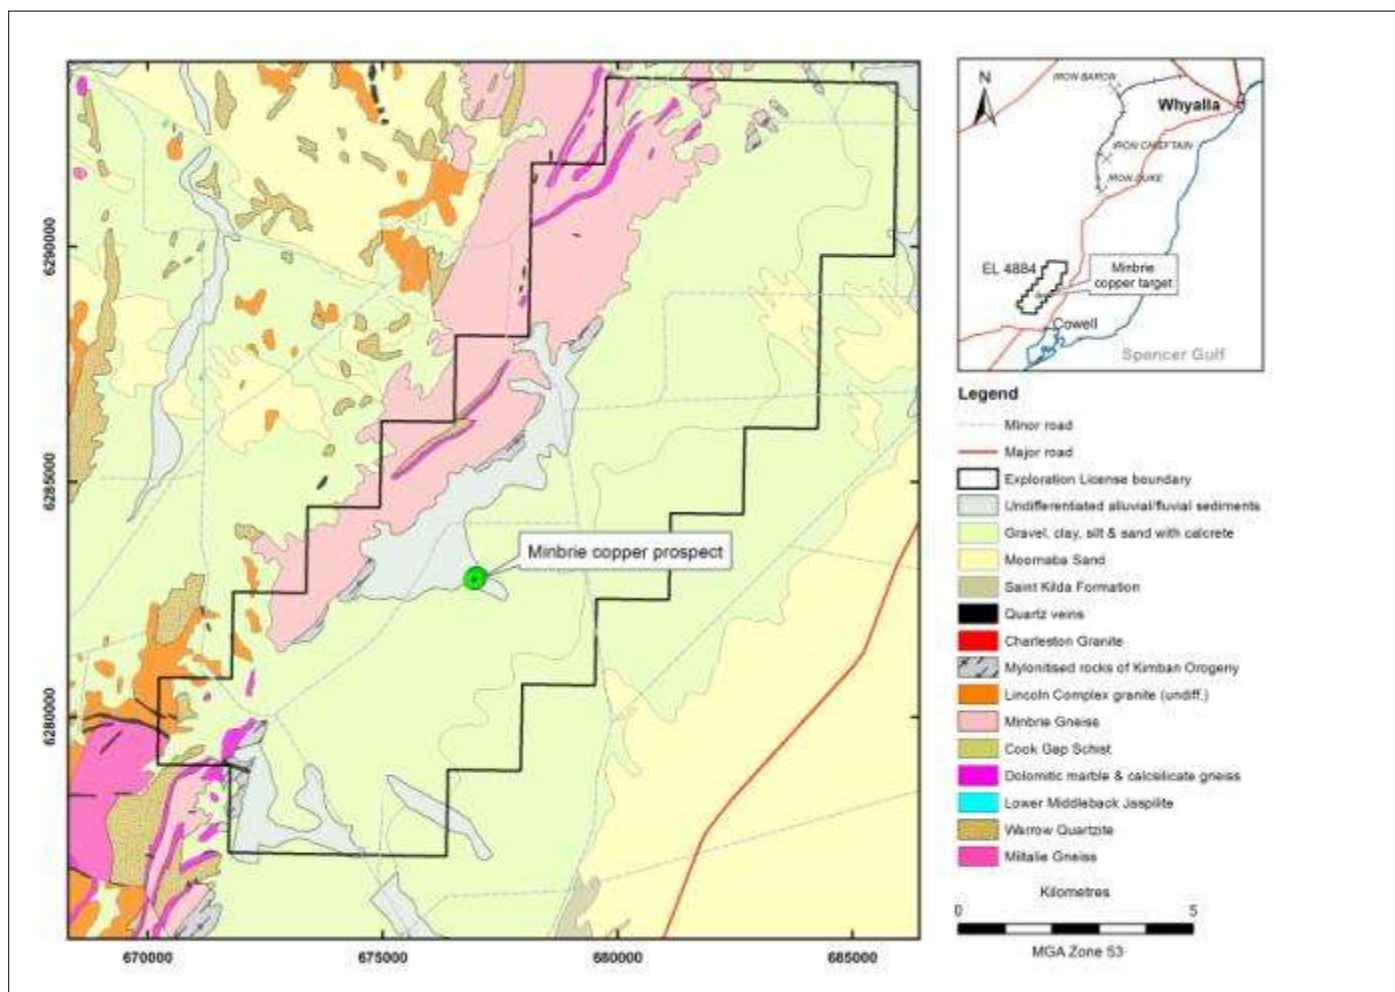 6290000
6285000
6280000
670000
675000
680000
685000
Minbrie copper prospect
N
IRON BARON
Whyalla
IRON CHIEFTAIN
IRON DUKE
EL 4884
Minbrie
copper target
Cowell
Spencer Gulf
Legend
Minor road
Major road
Exploration License boundary
Undifferentiated alluvial/fluvial sediments
Gravel, clay, silt & sand with calcrete
Moornaba Sand
Saint Kilda Formation
Quartz veins
Charleston Granite
Mylonitised rocks of Kimban Orogeny
Lincoln Complex granite (undiff.)
Minbrie Gneiss
Cook Gap Schist
Dolomitic marble & calcsilicate gneiss
Lower Middleback Jaspilite
Warrow Quartzite
Miltalie Gneiss
Kilometres
0 5
MGA Zone 53